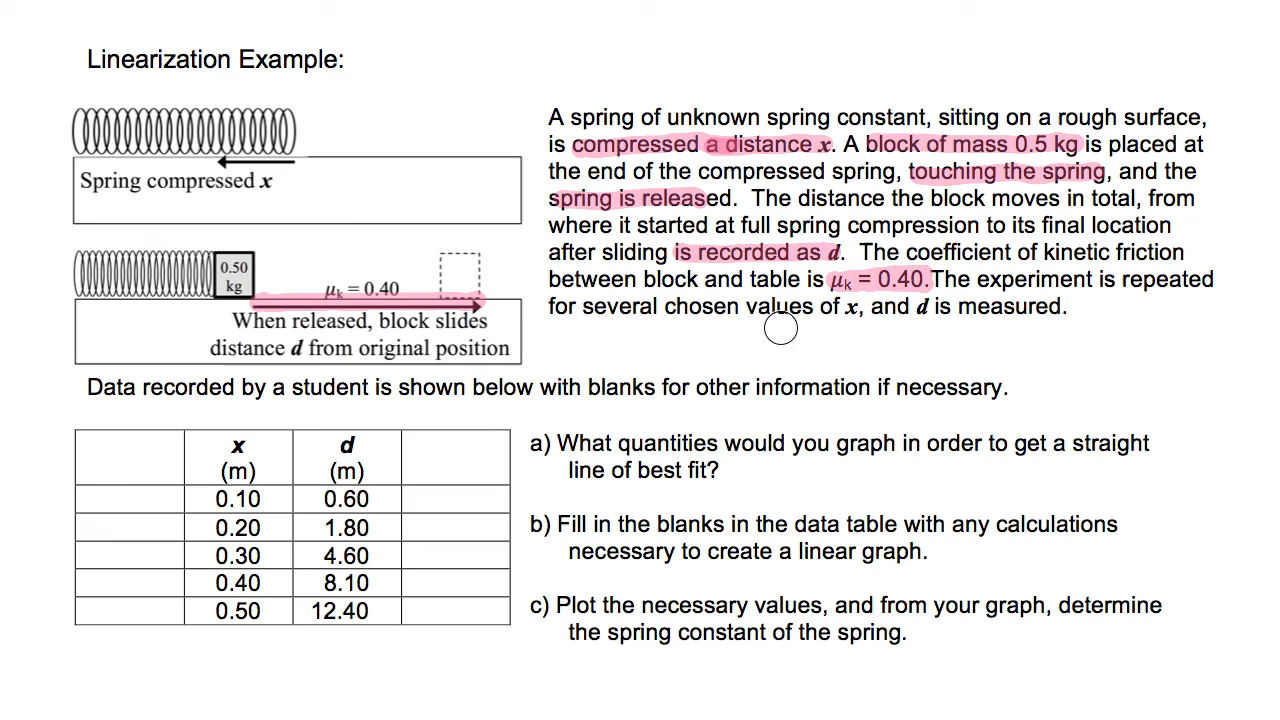 Linearization Example:
Spring compressed x
0.50
kg
μk = 0.40
When released, block slides
distance d from original position
A spring of unknown spring constant, sitting on a rough surface,
is compressed a distance x. A block of mass 0.5 kg is placed at
the end of the compressed spring, touching the spring, and the
spring is released. The distance the block moves in total, from
where it started at full spring compression to its final location
after sliding is recorded as d. The coefficient of kinetic friction
between block and table is μk = 0.40. The experiment is repeated
for several chosen values of x, and d is measured.
Data recorded by a student is shown below with blanks for other information if necessary.
x d
(m) (m)
0.10 0.60
0.20 1.80
0.30 4.60
0.40 8.10
0.50 12.40
a) What quantities would you graph in order to get a straight
line of best fit?
b) Fill in the blanks in the data table with any calculations
necessary to create a linear graph.
c) Plot the necessary values, and from your graph, determine
the spring constant of the spring.